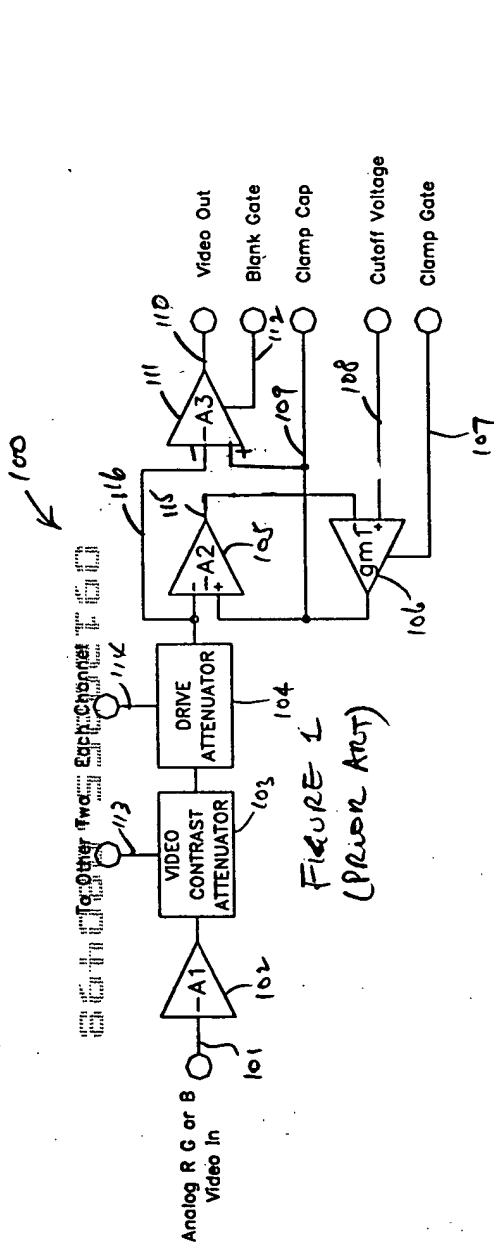 100
To Other Two
Each Channel
113
114
Analog R G or B
Video In
101
-A1
102
VIDEO
CONTRAST
ATTENUATOR
103
DRIVE
ATTENUATOR
104
116
-
-A2
+
105
115
-
-A3
+
111
110
Video Out
Blank Gate
112
Clamp Cap
109
Cutoff Voltage
108
Clamp Gate
107
gmT
+
106
FIGURE 1
(PRIOR ART)